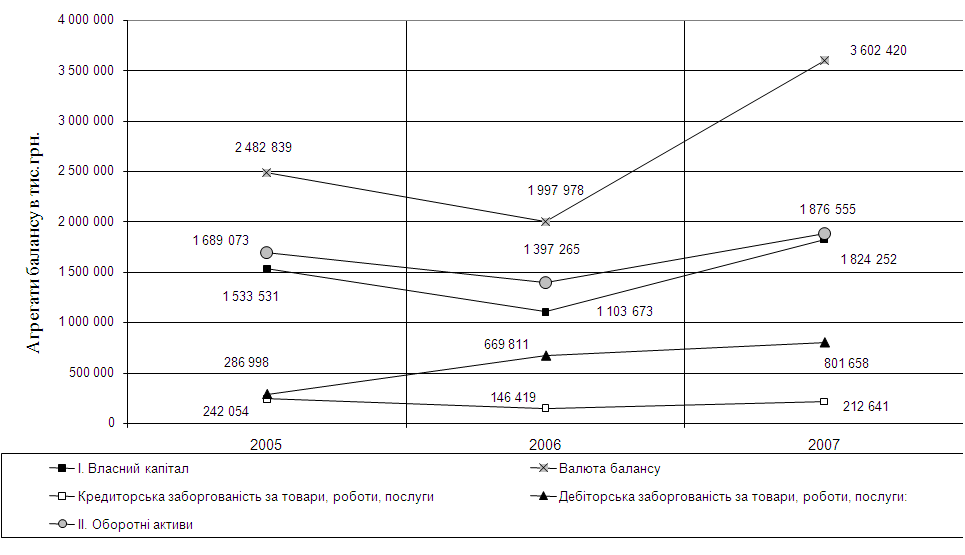 4 000 000
3 500 000
3 000 000
2 500 000
2 000 000
1 500 000
1 000 000
500 000
0
Агрегати балансу в тис.грн.
3 602 420
2 482 839
1 997 978
1 876 555
1 689 073
1 397 265
1 824 252
1 533 531
1 103 673
669 811
286 998
801 658
146 419
242 054
212 641
2005 2006 2007
І. Власний капітал
Валюта балансу
Кредиторська заборгованість за товари, роботи, послуги
Дебіторська заборгованість за товари, роботи, послуги:
ІІ. Оборотні активи